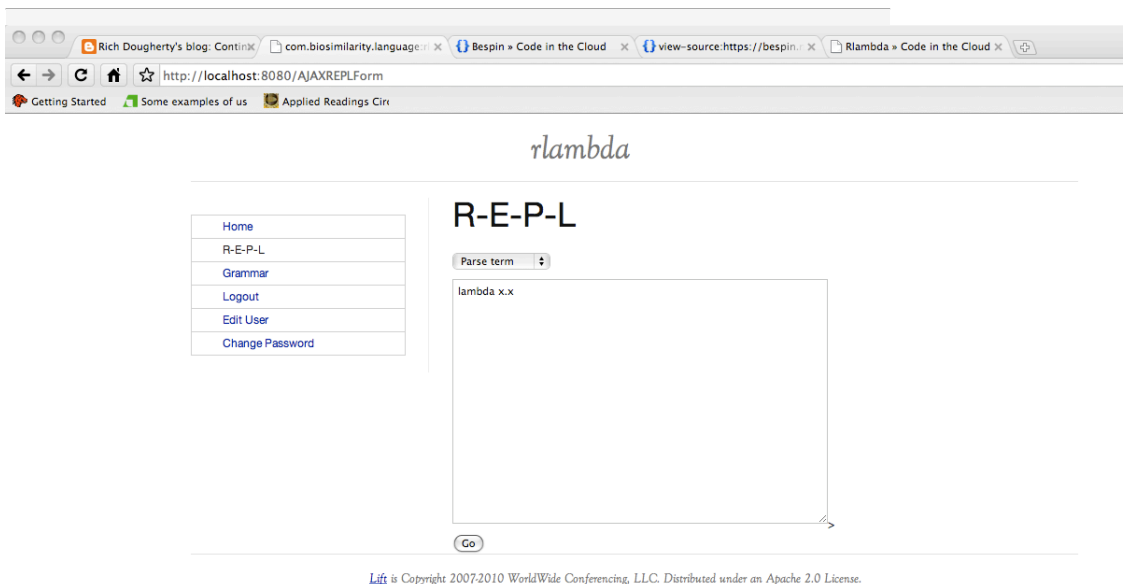 Rich Dougherty's blog: Contin
com.biosimilarity.language:
Bespin » Code in the Cloud
view-source:https://bespin.
Rlambda » Code in the Cloud
http://localhost:8080/AJAXREPLForm
Getting Started
Some examples of us
Applied Readings Circ
rlambda
Home
R-E-P-L
Grammar
Logout
Edit User
Change Password
R-E-P-L
Parse term
lambda x.x
>
Go
Lift is Copyright 2007-2010 WorldWide Conferencing, LLC. Distributed under an Apache 2.0 License.